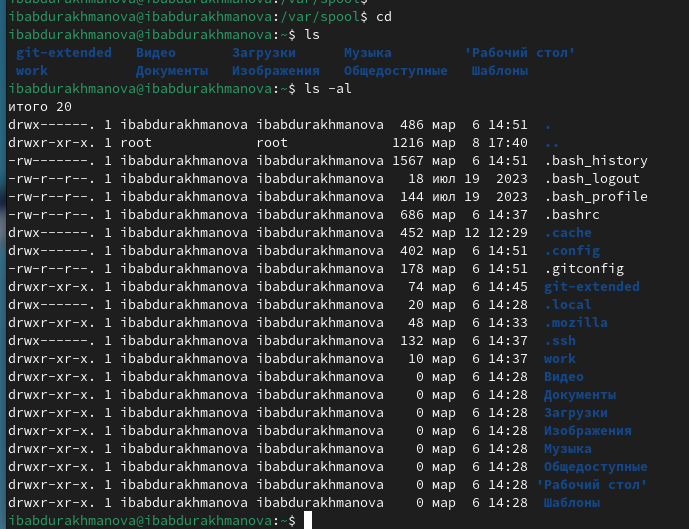 ibabdurakhmanova@ibabdurakhmanova:/var/spool$
ibabdurakhmanova@ibabdurakhmanova:/var/spool$ cd
ibabdurakhmanova@ibabdurakhmanova:~$ ls
git-extended Видео Загрузки Музыка 'Рабочий стол'
work Документы Изображения Общедоступные Шаблоны
ibabdurakhmanova@ibabdurakhmanova:~$ ls -al
итого 20
drwx------. 1 ibabdurakhmanova ibabdurakhmanova 486 мар 6 14:51 .
drwxr-xr-x. 1 root root 1216 мар 8 17:40 ..
-rw-------. 1 ibabdurakhmanova ibabdurakhmanova 1567 мар 6 14:51 .bash_history
-rw-r--r--. 1 ibabdurakhmanova ibabdurakhmanova 18 июл 19 2023 .bash_logout
-rw-r--r--. 1 ibabdurakhmanova ibabdurakhmanova 144 июл 19 2023 .bash_profile
-rw-r--r--. 1 ibabdurakhmanova ibabdurakhmanova 686 мар 6 14:37 .bashrc
drwx------. 1 ibabdurakhmanova ibabdurakhmanova 452 мар 12 12:29 .cache
drwx------. 1 ibabdurakhmanova ibabdurakhmanova 402 мар 6 14:51 .config
-rw-r--r--. 1 ibabdurakhmanova ibabdurakhmanova 178 мар 6 14:51 .gitconfig
drwxr-xr-x. 1 ibabdurakhmanova ibabdurakhmanova 74 мар 6 14:45 git-extended
drwx------. 1 ibabdurakhmanova ibabdurakhmanova 20 мар 6 14:28 .local
drwxr-xr-x. 1 ibabdurakhmanova ibabdurakhmanova 48 мар 6 14:33 .mozilla
drwx------. 1 ibabdurakhmanova ibabdurakhmanova 132 мар 6 14:37 .ssh
drwxr-xr-x. 1 ibabdurakhmanova ibabdurakhmanova 10 мар 6 14:37 work
drwxr-xr-x. 1 ibabdurakhmanova ibabdurakhmanova 0 мар 6 14:28 Видео
drwxr-xr-x. 1 ibabdurakhmanova ibabdurakhmanova 0 мар 6 14:28 Документы
drwxr-xr-x. 1 ibabdurakhmanova ibabdurakhmanova 0 мар 6 14:28 Загрузки
drwxr-xr-x. 1 ibabdurakhmanova ibabdurakhmanova 0 мар 6 14:28 Изображения
drwxr-xr-x. 1 ibabdurakhmanova ibabdurakhmanova 0 мар 6 14:28 Музыка
drwxr-xr-x. 1 ibabdurakhmanova ibabdurakhmanova 0 мар 6 14:28 Общедоступные
drwxr-xr-x. 1 ibabdurakhmanova ibabdurakhmanova 0 мар 6 14:28 'Рабочий стол'
drwxr-xr-x. 1 ibabdurakhmanova ibabdurakhmanova 0 мар 6 14:28 Шаблоны
ibabdurakhmanova@ibabdurakhmanova:~$